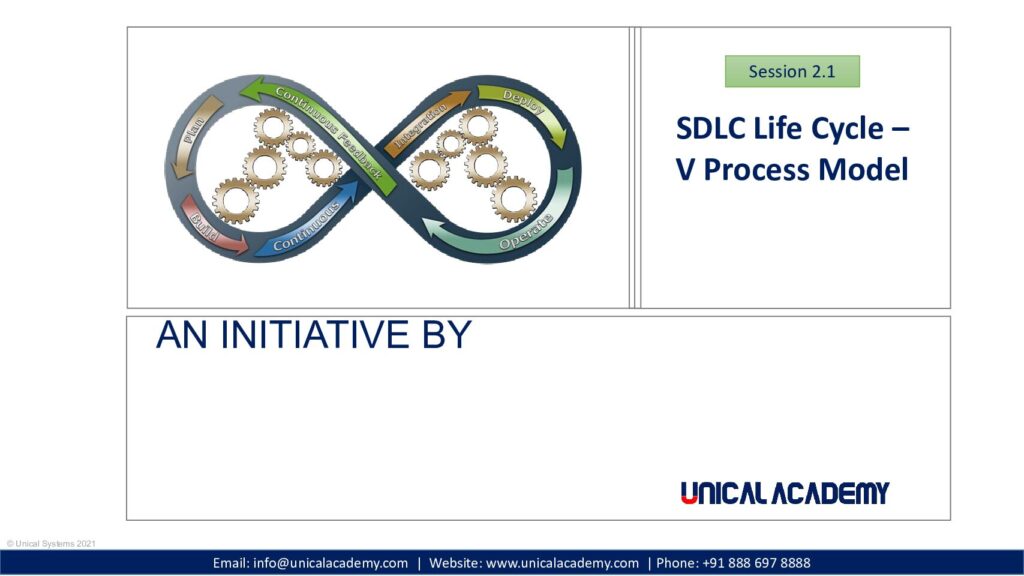 Plan
Build
Continuous
Integration
Deploy
Operate
Continuous Feedback
Session 2.1
SDLC Life Cycle –
V Process Model
AN INITIATIVE BY
UNICAL ACADEMY
© Unical Systems 2021
Email: info@unicalacademy.com | Website: www.unicalacademy.com | Phone: +91 888 697 8888